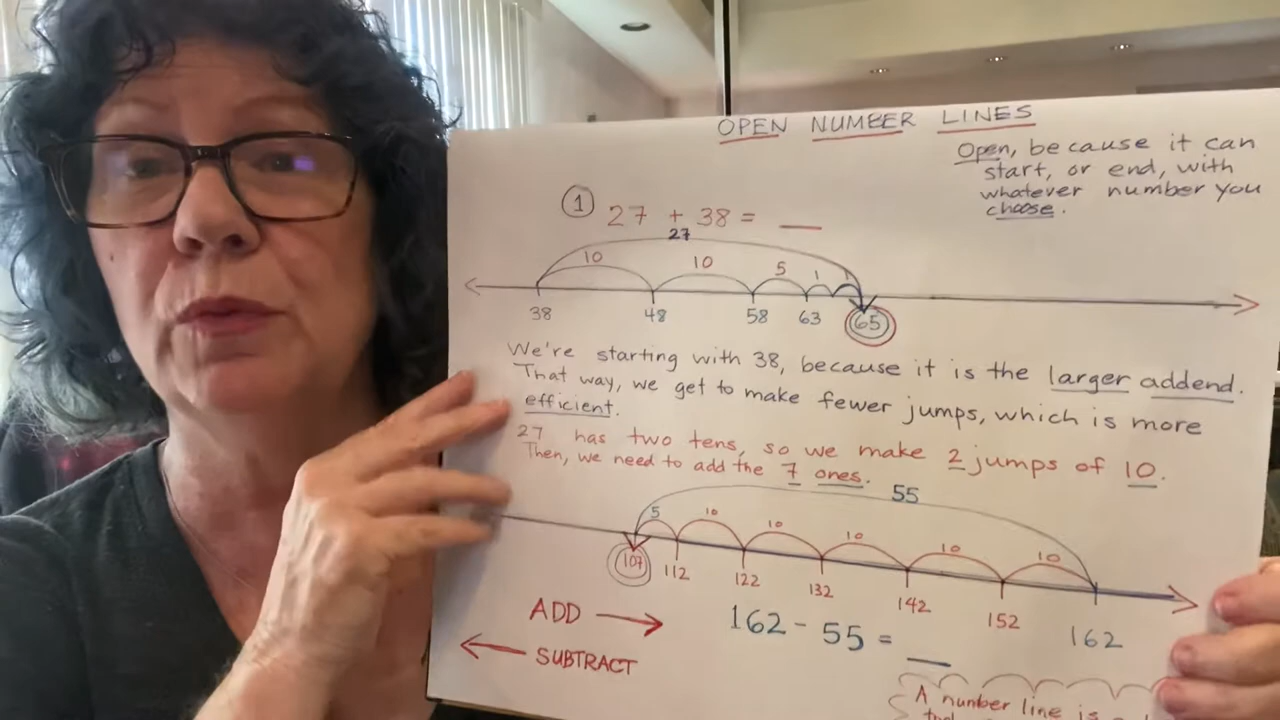 OPEN NUMBER LINES
Open, because it can
start, or end, with
whatever number you
choose.
1 27 + 38 = __
27
10 10 5 1 1
38 48 58 63 65
We're starting with 38, because it is the larger addend.
That way, we get to make fewer jumps, which is more
efficient.
27 has two tens, so we make 2 jumps of 10.
Then, we need to add the 7 ones.
55
5 10 10 10 10 10
107 112 122 132 142 152 162
ADD
162 - 55 = __
SUBTRACT
A number line is